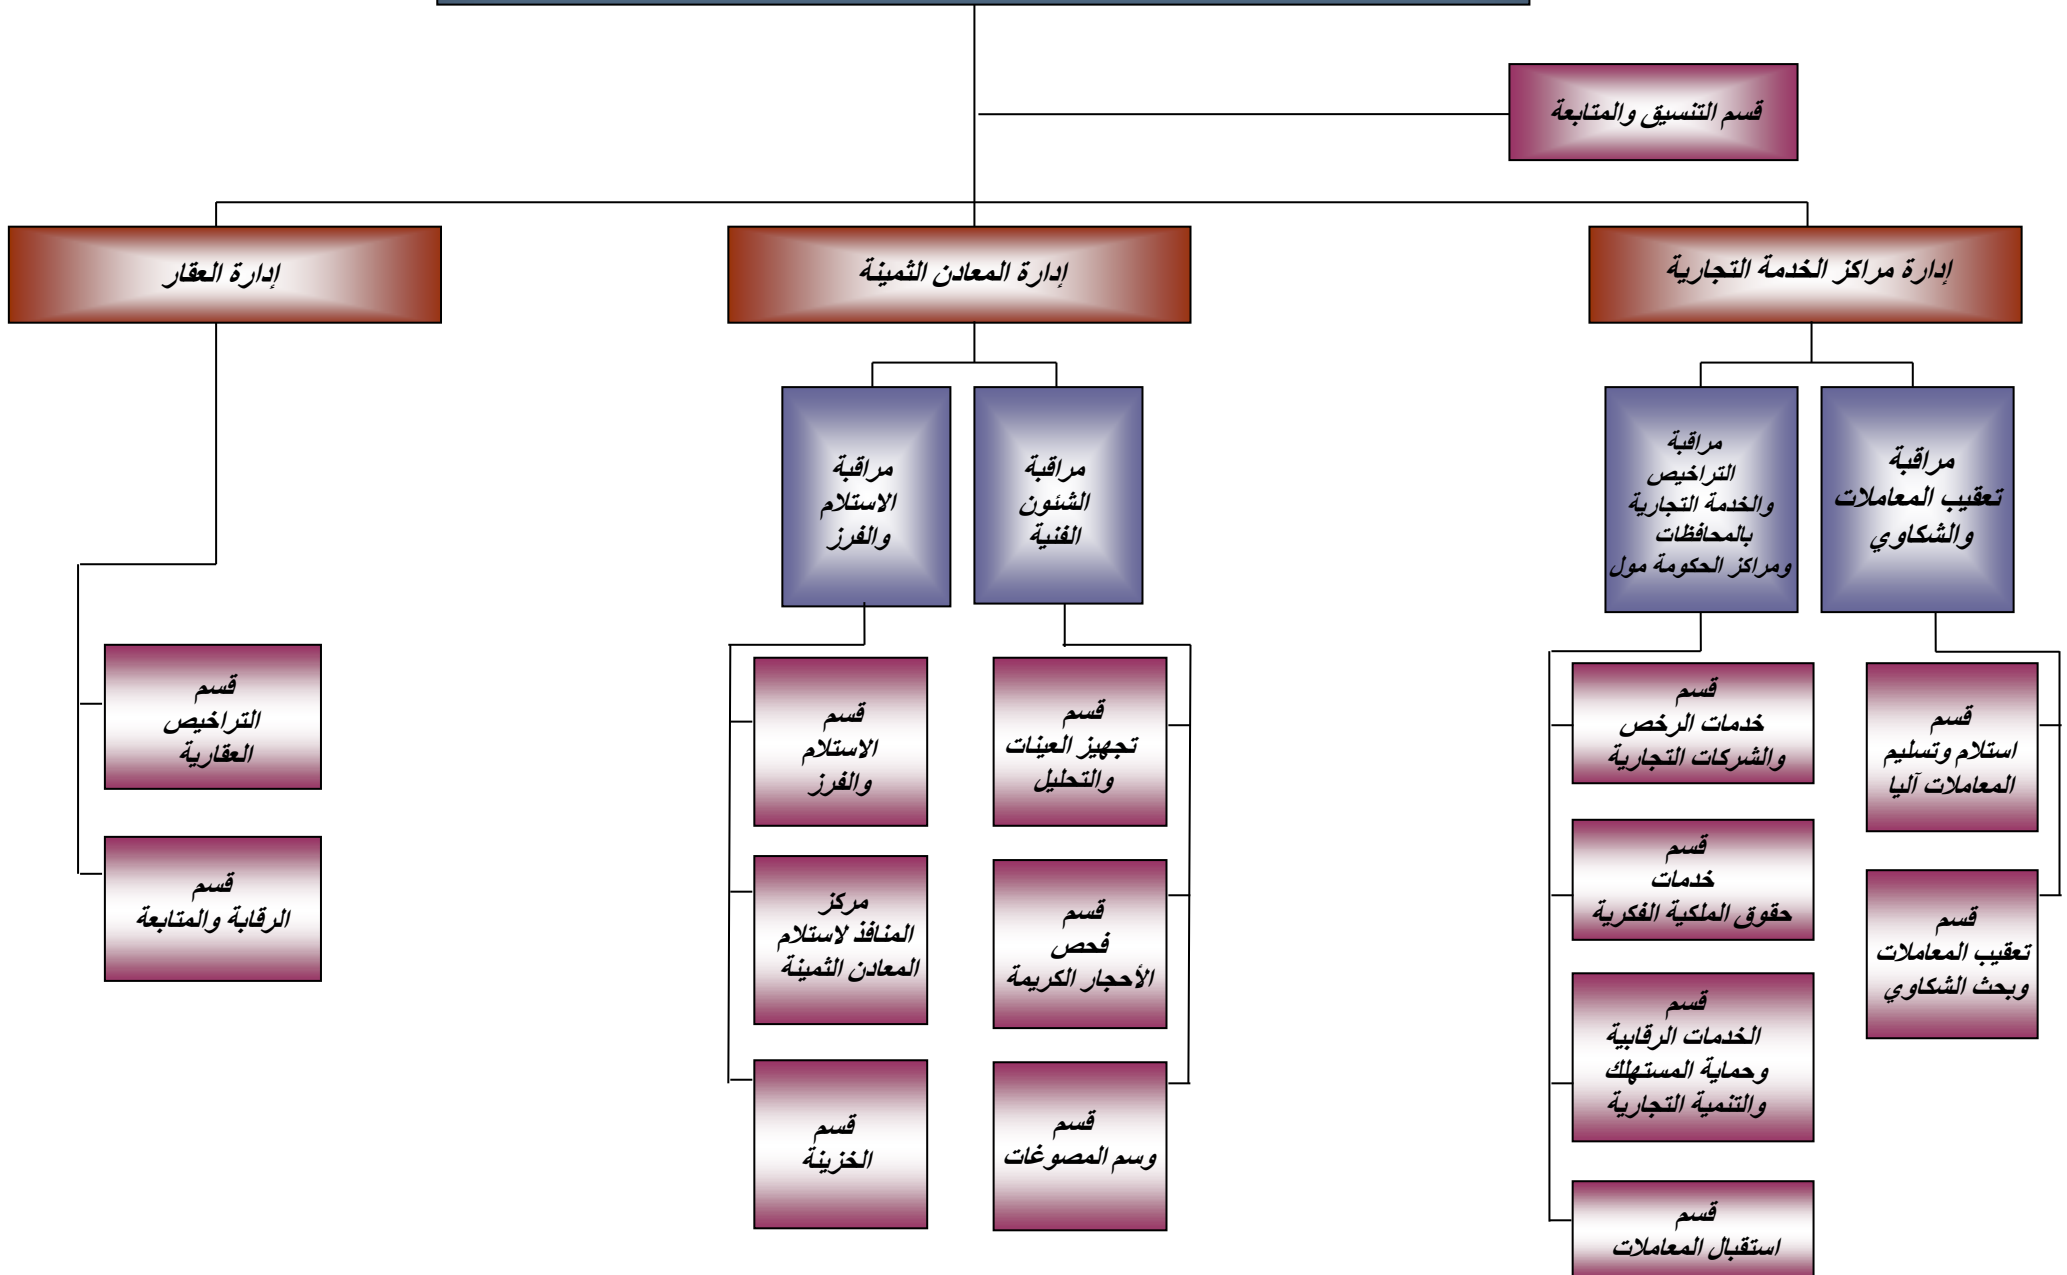 قسم التنسيق والمتابعة
إدارة مراكز الخدمة التجارية
إدارة المعادن الثمينة
إدارة العقار
مراقبة
تعقيب المعاملات
والشكاوي
مراقبة
التراخيص
والخدمة التجارية
بالمحافظات
ومراكز الحكومة مول
مراقبة
الشئون
الفنية
مراقبة
الاستلام
والفرز
قسم
استلام وتسليم
المعاملات آليا
قسم
تعقيب المعاملات
وبحث الشكاوي
قسم
خدمات الرخص
والشركات التجارية
قسم
خدمات
حقوق الملكية الفكرية
قسم
الخدمات الرقابية
وحماية المستهلك
والتنمية التجارية
قسم
استقبال المعاملات
قسم
تجهيز العينات
والتحليل
قسم
فحص
الأحجار الكريمة
قسم
وسم المصوغات
قسم
الاستلام
والفرز
مركز
المنافذ لاستلام
المعادن الثمينة
قسم
الخزينة
قسم
التراخيص
العقارية
قسم
الرقابة والمتابعة